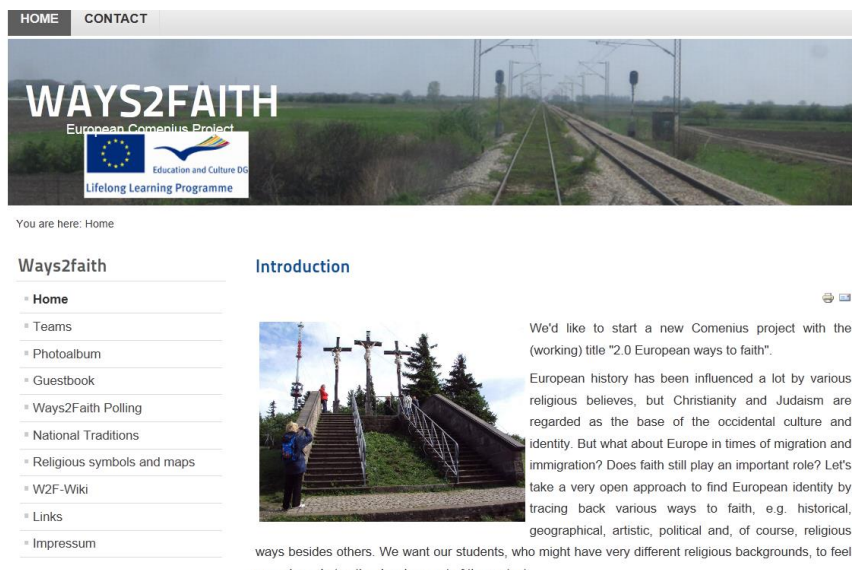 HOME CONTACT
WAYS2FAITH
European Comenius Project
Education and Culture DG
Lifelong Learning Programme
You are here: Home
Ways2faith
Home
Teams
Photoalbum
Guestbook
Ways2Faith Polling
National Traditions
Religious symbols and maps
W2F-Wiki
Links
Impressum
Introduction
We'd like to start a new Comenius project with the
(working) title "2.0 European ways to faith".
European history has been influenced a lot by various
religious believes, but Christianity and Judaism are
regarded as the base of the occidental culture and
identity. But what about Europe in times of migration and
immigration? Does faith still play an important role? Let's
take a very open approach to find European identity by
tracing back various ways to faith, e.g. historical,
geographical, artistic, political and, of course, religious
ways besides others. We want our students, who might have very different religious backgrounds, to feel